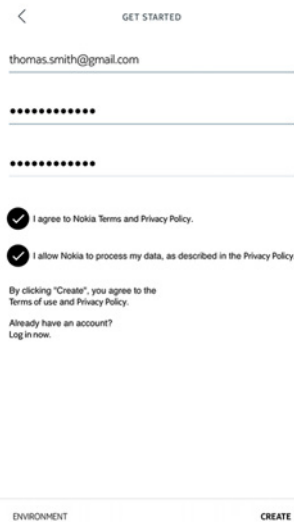 GET STARTED
thomas.smith@gmail.com
••••••••••••
••••••••••••
I agree to Nokia Terms and Privacy Policy.
I allow Nokia to process my data, as described in the Privacy Policy
By clicking "Create", you agree to the
Terms of use and Privacy Policy.
Already have an account?
Log in now.
ENVIRONMENT CREATE